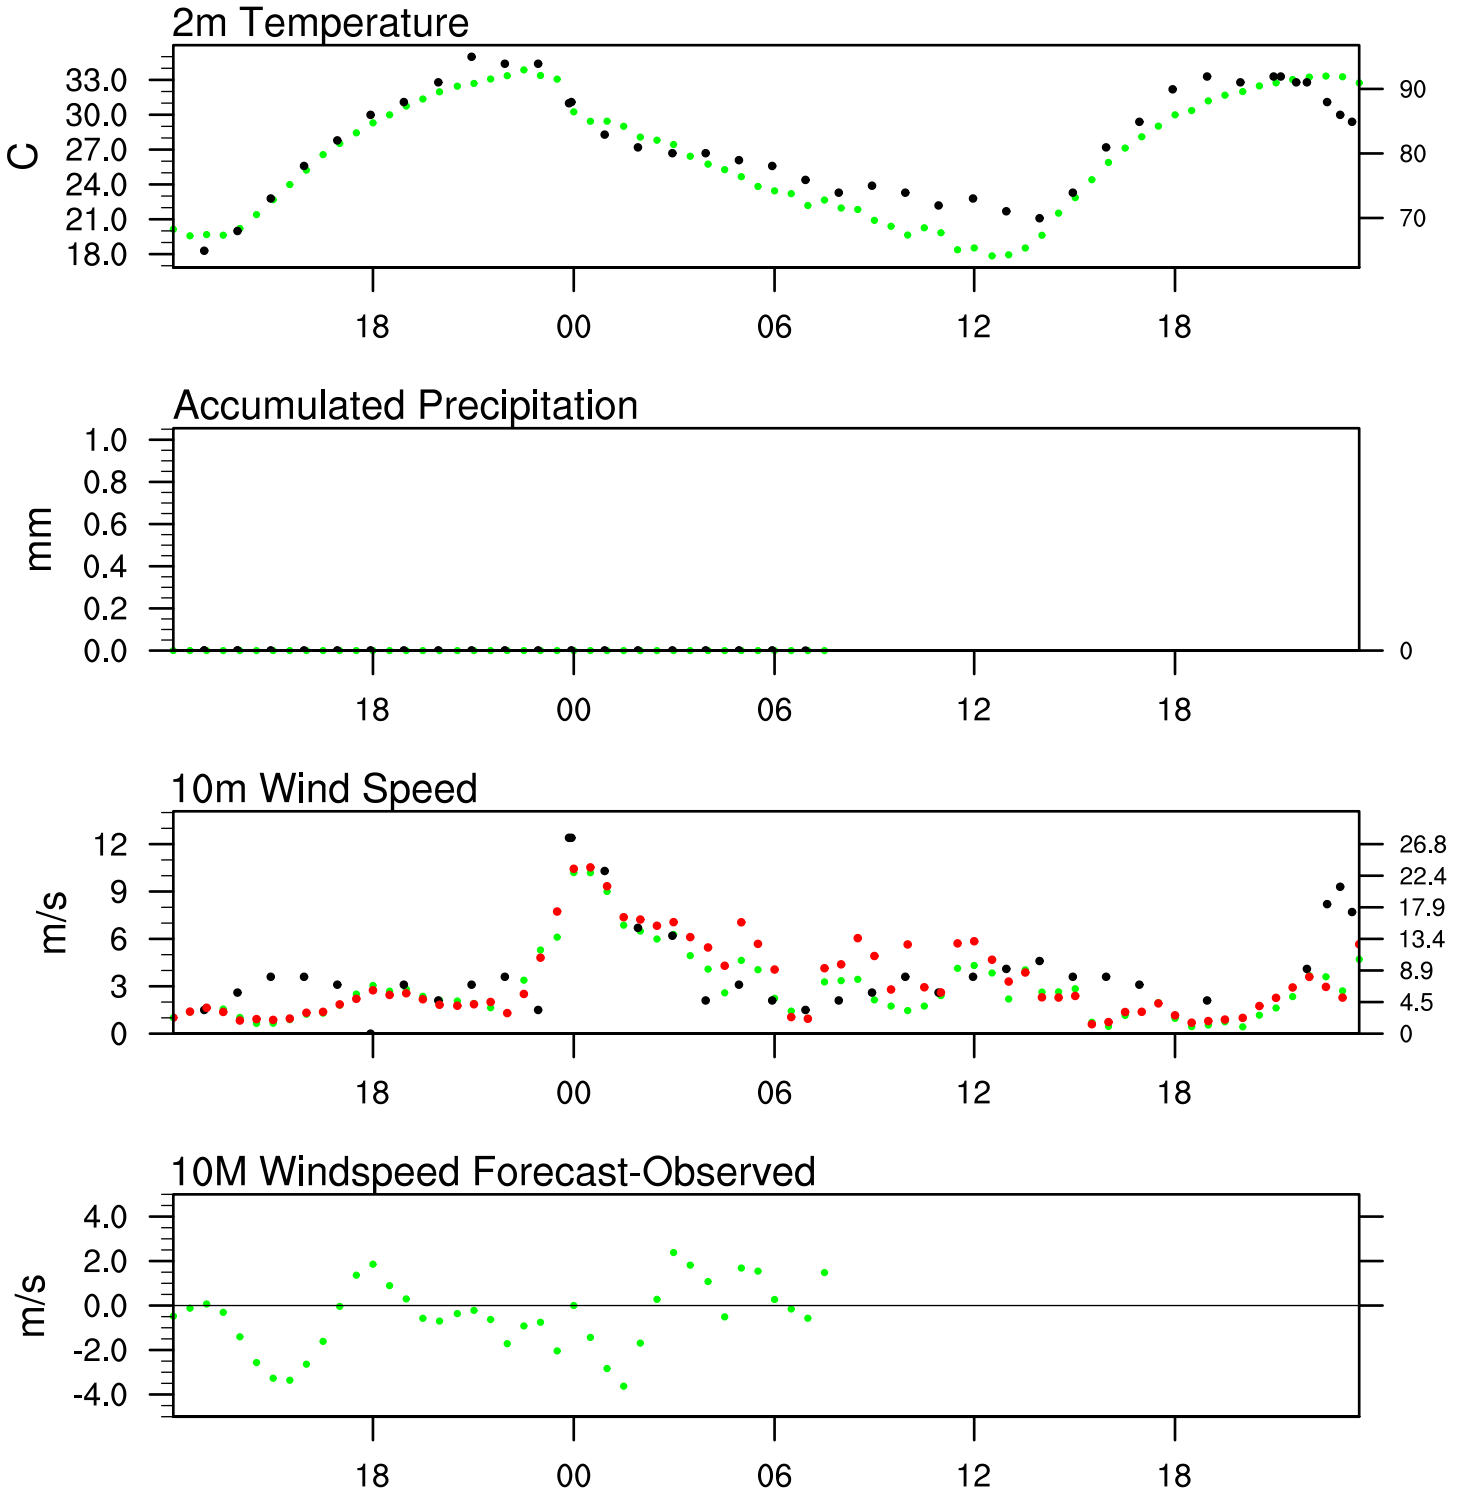 2m Temperature
33.0
30.0
27.0
24.0
21.0
18.0
C
90
80
70
18 00 06 12 18
Accumulated Precipitation
1.0
0.8
0.6
0.4
0.2
0.0
mm
0
18 00 06 12 18
10m Wind Speed
12
9
6
3
0
m/s
26.8
22.4
17.9
13.4
8.9
4.5
0
18 00 06 12 18
10M Windspeed Forecast-Observed
4.0
2.0
0.0
-2.0
-4.0
m/s
18 00 06 12 18